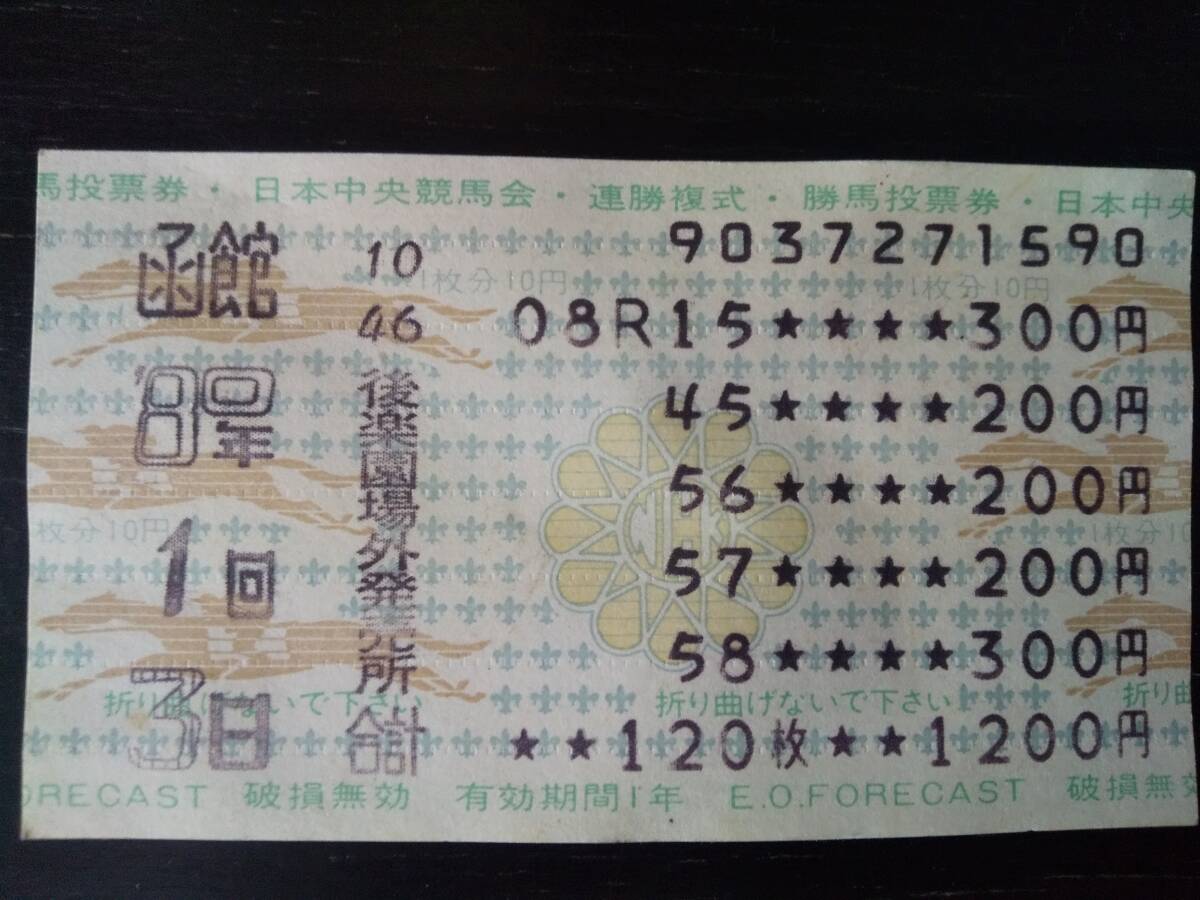 馬投票券・日本中央競馬会・連勝複式・勝馬投票券・日本中央
函館 10 9037271590
1枚分10円 1枚分10円
46 08R15★★★★300円
45★★★★200円
後楽園場外発売所
56★★★★200円
1枚分10円 1枚分10
1回
57★★★★200円
58★★★★300円
折り曲げないで下さい 折り曲げないで下さい 折り曲
3日 合計 ★★120枚★★1200円
ORECAST 破損無効 有効期間1年 E.O.FORECAST 破損無効